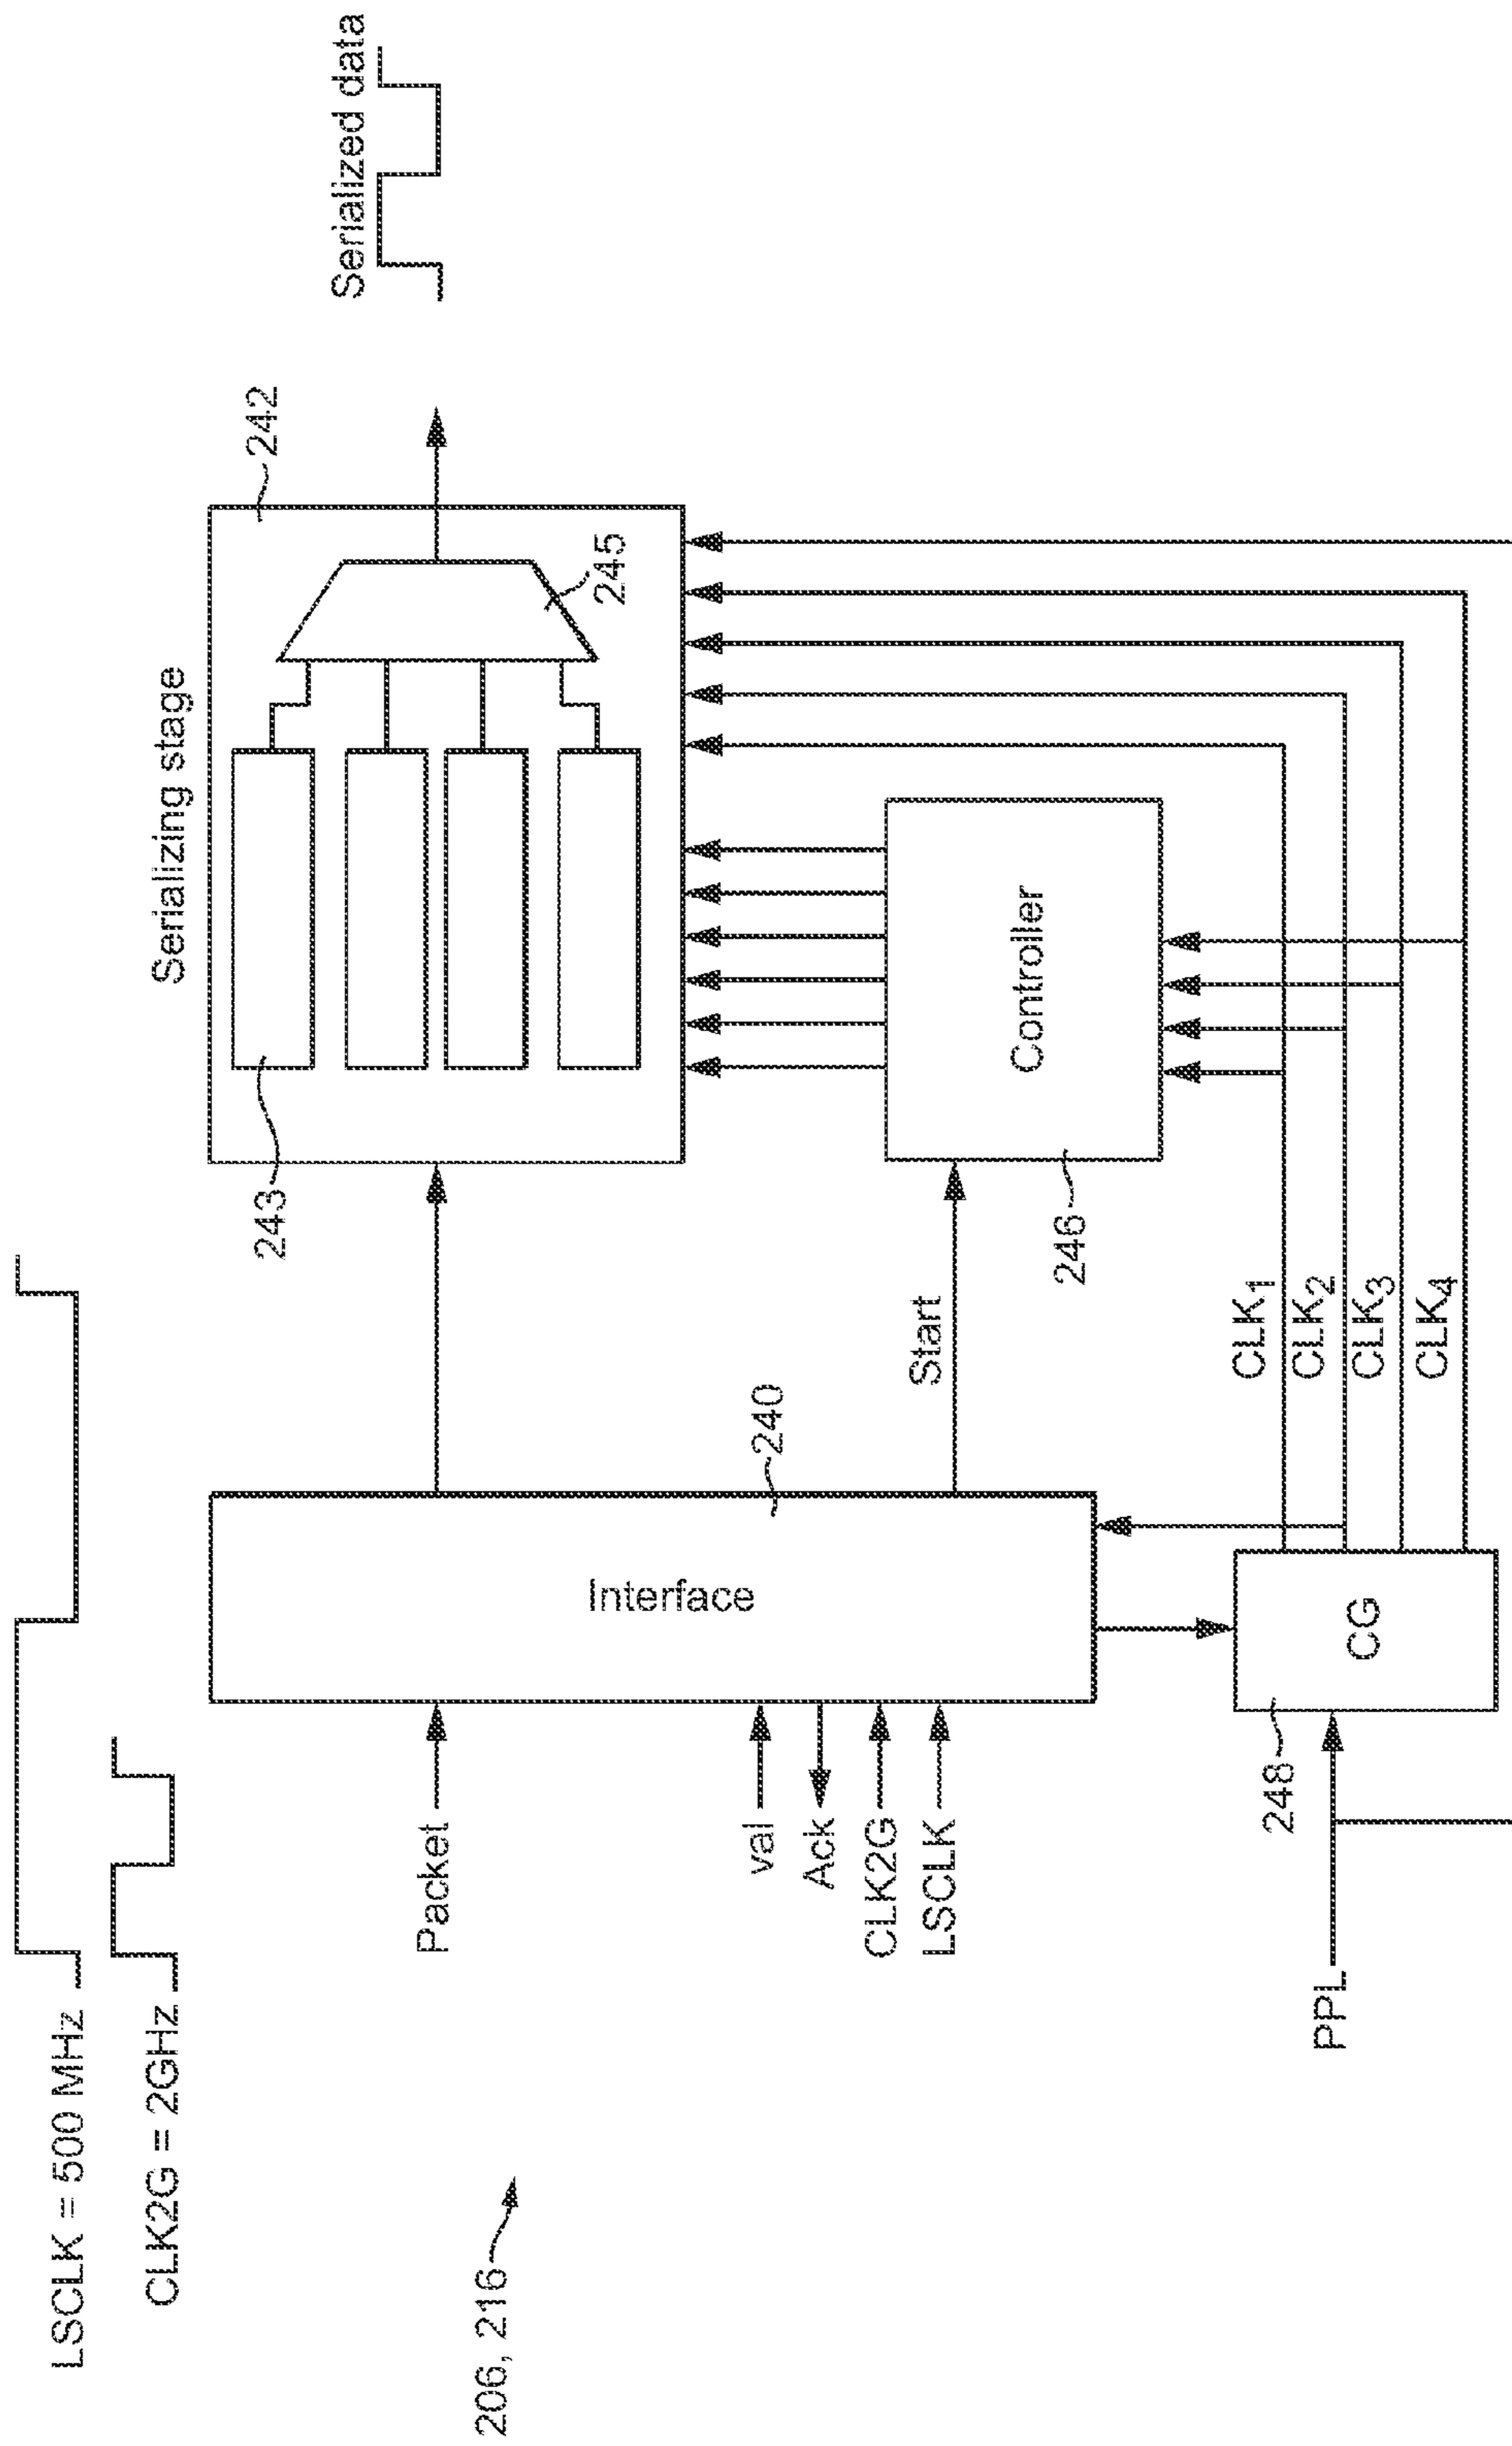 LSCLK = 500 MHz
CLK2G = 2GHz
206, 216
Packet
val
Ack
CLK2G
LSCLK
Interface
240
Serializing stage
242
243
245
Serialized data
Start
Controller
246
PPL
248
CG
CLK1
CLK2
CLK3
CLK4